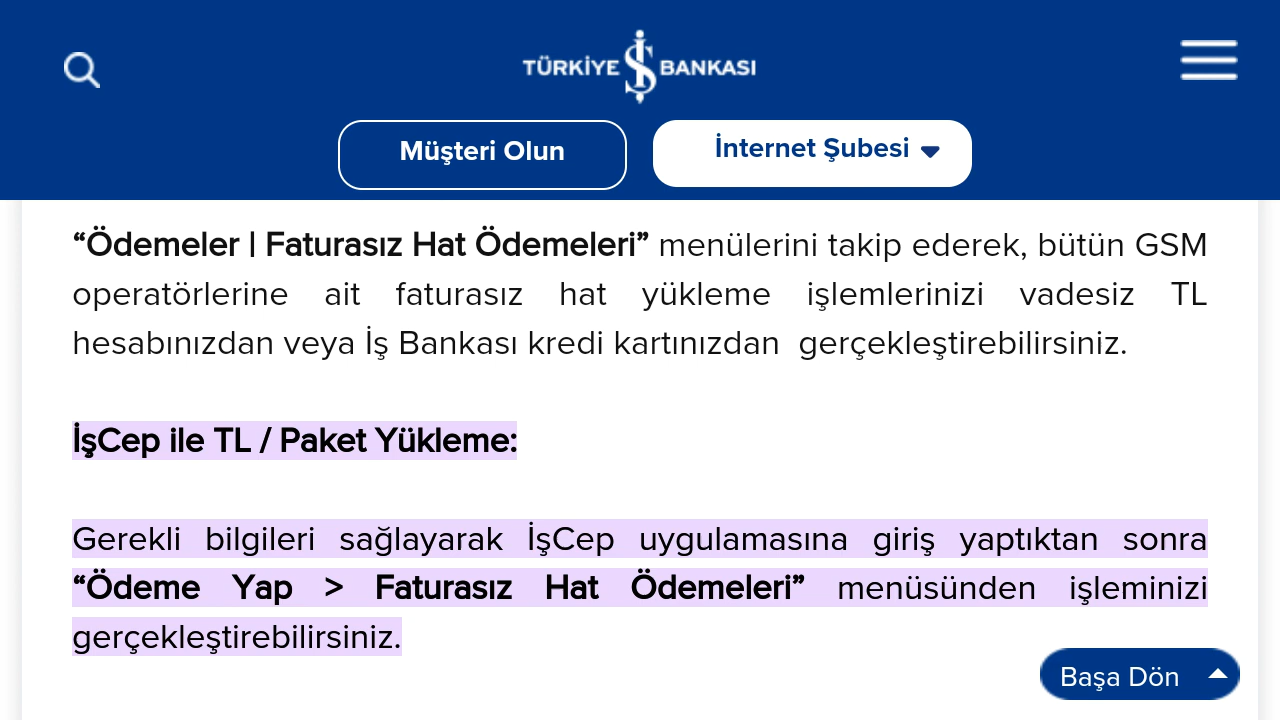 TÜRKİYE İŞ BANKASI
Müşteri Olun
İnternet Şubesi
“Ödemeler | Faturasız Hat Ödemeleri” menülerini takip ederek, bütün GSM
operatörlerine ait faturasız hat yükleme işlemlerinizi vadesiz TL
hesabınızdan veya İş Bankası kredi kartınızdan  gerçekleştirebilirsiniz.
İşCep ile TL / Paket Yükleme:
Gerekli bilgileri sağlayarak İşCep uygulamasına giriş yaptıktan sonra
“Ödeme Yap > Faturasız Hat Ödemeleri” menüsünden işleminizi
gerçekleştirebilirsiniz.
Başa Dön